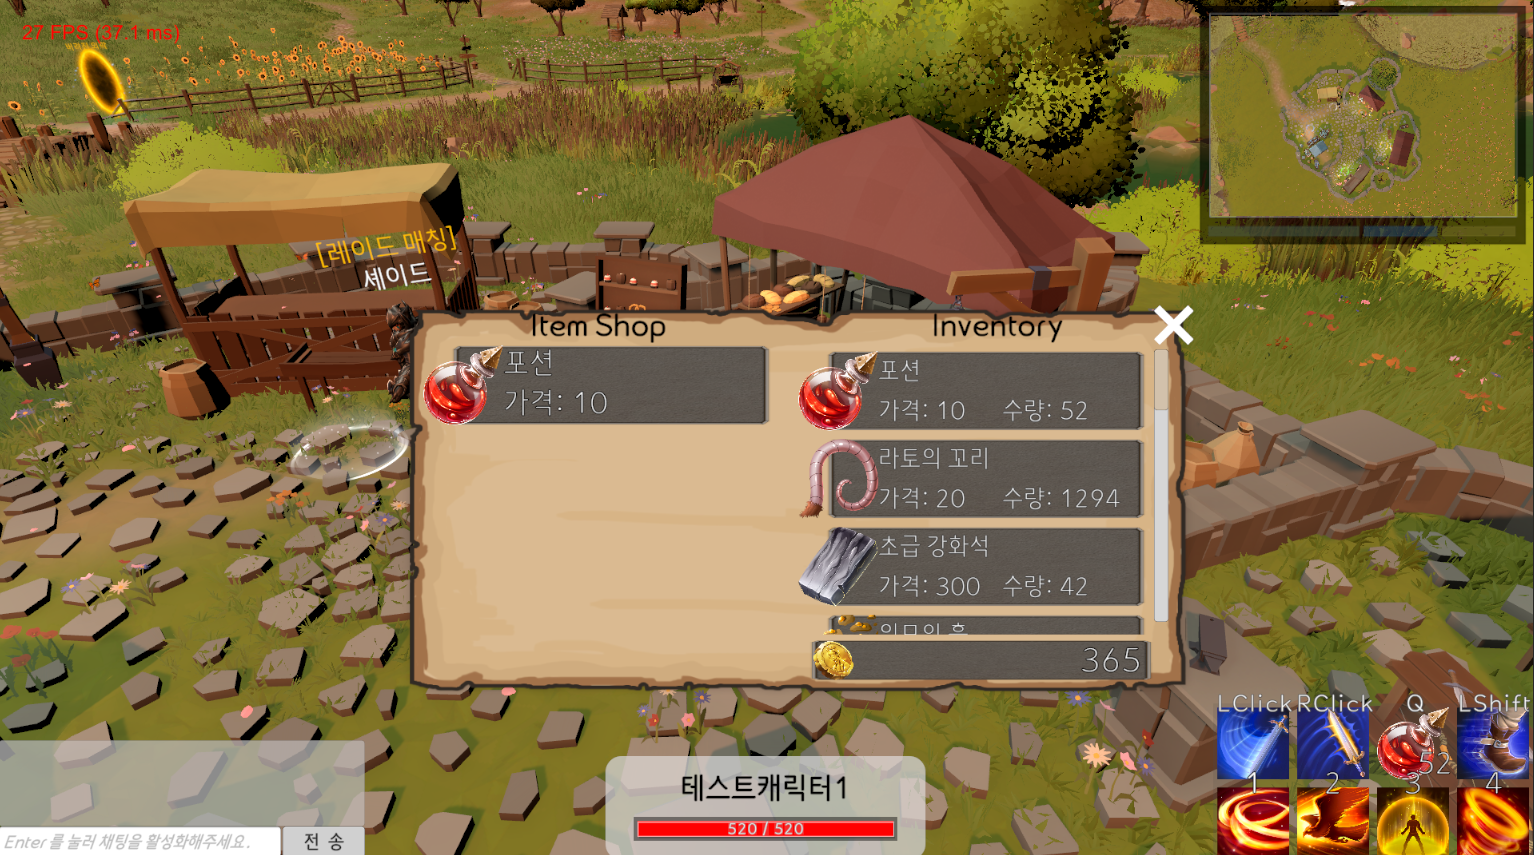 27 FPS (37.1 ms)
[레이드 매칭]
셰이드
Item Shop
Inventory
포션
가격: 10
포션
가격: 10 수량: 52
라토의 꼬리
가격: 20 수량: 1294
초급 강화석
가격: 300 수량: 42
365
LClick RClick Q LShift
52
1 2 3 4
테스트캐릭터1
520 / 520
Enter 를 눌러 채팅을 활성화해주세요.
전 송